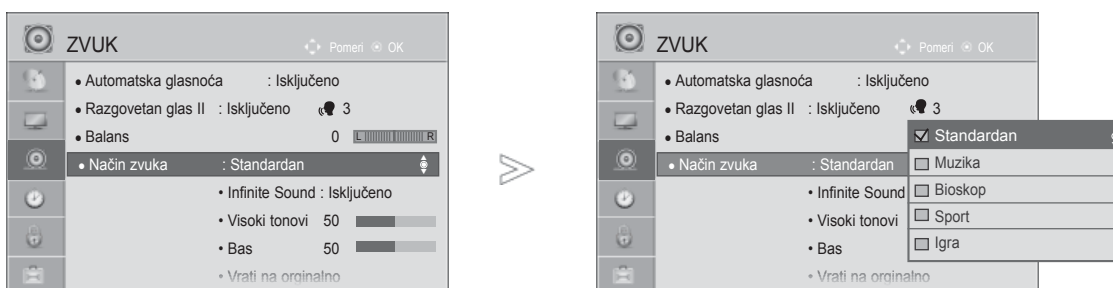 ZVUK
Pomeri OK
• Automatska glasnoća : Isključeno
• Razgovetan glas II : Isključeno 3
• Balans 0 L R
• Način zvuka : Standardan
• Infinite Sound : Isključeno
• Visoki tonovi 50
• Bas 50
• Vrati na orginalno
ZVUK
Pomeri OK
• Automatska glasnoća : Isključeno
• Razgovetan glas II : Isključeno 3
• Balans 0
• Način zvuka : Standardan
• Infinite Sound
• Visoki tonovi
• Bas
• Vrati na orginalno
Standardan
Muzika
Bioskop
Sport
Igra